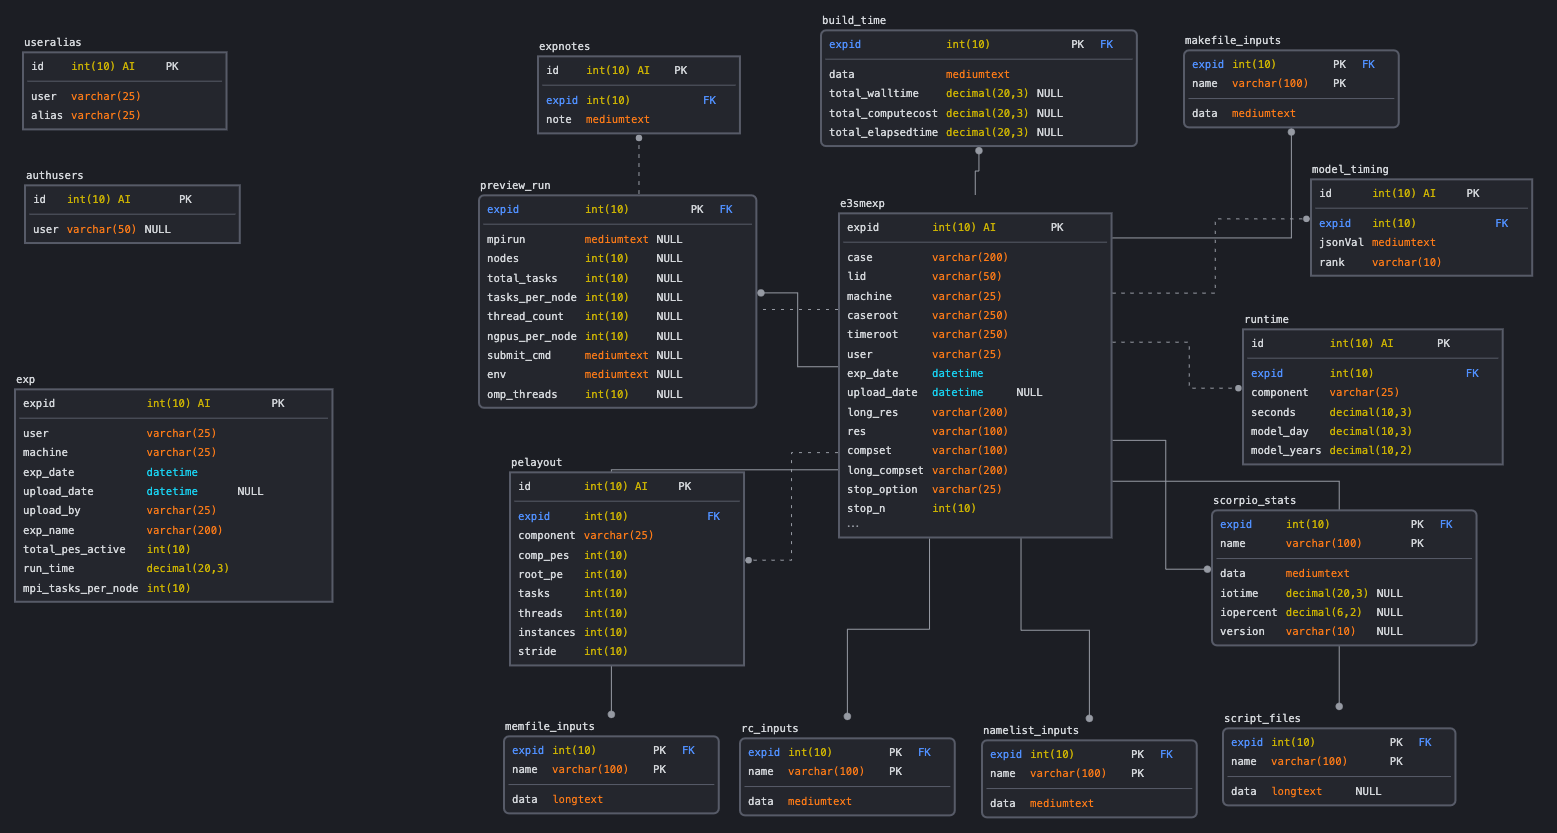 useralias
id int(10) AI PK
user varchar(25)
alias varchar(25)
authusers
id int(10) AI PK
user varchar(50) NULL
exp
expid int(10) AI PK
user varchar(25)
machine varchar(25)
exp_date datetime
upload_date datetime NULL
upload_by varchar(25)
exp_name varchar(200)
total_pes_active int(10)
run_time decimal(20,3)
mpi_tasks_per_node int(10)
expnotes
id int(10) AI PK
expid int(10) FK
note mediumtext
preview_run
expid int(10) PK FK
mpirun mediumtext NULL
nodes int(10) NULL
total_tasks int(10) NULL
tasks_per_node int(10) NULL
thread_count int(10) NULL
ngpus_per_node int(10) NULL
submit_cmd mediumtext NULL
env mediumtext NULL
omp_threads int(10) NULL
pelayout
id int(10) AI PK
expid int(10) FK
component varchar(25)
comp_pes int(10)
root_pe int(10)
tasks int(10)
threads int(10)
instances int(10)
stride int(10)
memfile_inputs
expid int(10) PK FK
name varchar(100) PK
data longtext
build_time
expid int(10) PK FK
data mediumtext
total_walltime decimal(20,3) NULL
total_computecost decimal(20,3) NULL
total_elapsedtime decimal(20,3) NULL
e3smexp
expid int(10) AI PK
case varchar(200)
lid varchar(50)
machine varchar(25)
caseroot varchar(250)
timeroot varchar(250)
user varchar(25)
exp_date datetime
upload_date datetime NULL
long_res varchar(200)
res varchar(100)
compset varchar(100)
long_compset varchar(200)
stop_option varchar(25)
stop_n int(10)
...
rc_inputs
expid int(10) PK FK
name varchar(100) PK
data mediumtext
namelist_inputs
expid int(10) PK FK
name varchar(100) PK
data mediumtext
makefile_inputs
expid int(10) PK FK
name varchar(100) PK
data mediumtext
model_timing
id int(10) AI PK
expid int(10) FK
jsonVal mediumtext
rank varchar(10)
runtime
id int(10) AI PK
expid int(10) FK
component varchar(25)
seconds decimal(10,3)
model_day decimal(10,3)
model_years decimal(10,2)
scorpio_stats
expid int(10) PK FK
name varchar(100) PK
data mediumtext
iotime decimal(20,3) NULL
iopercent decimal(6,2) NULL
version varchar(10) NULL
script_files
expid int(10) PK FK
name varchar(100) PK
data longtext NULL